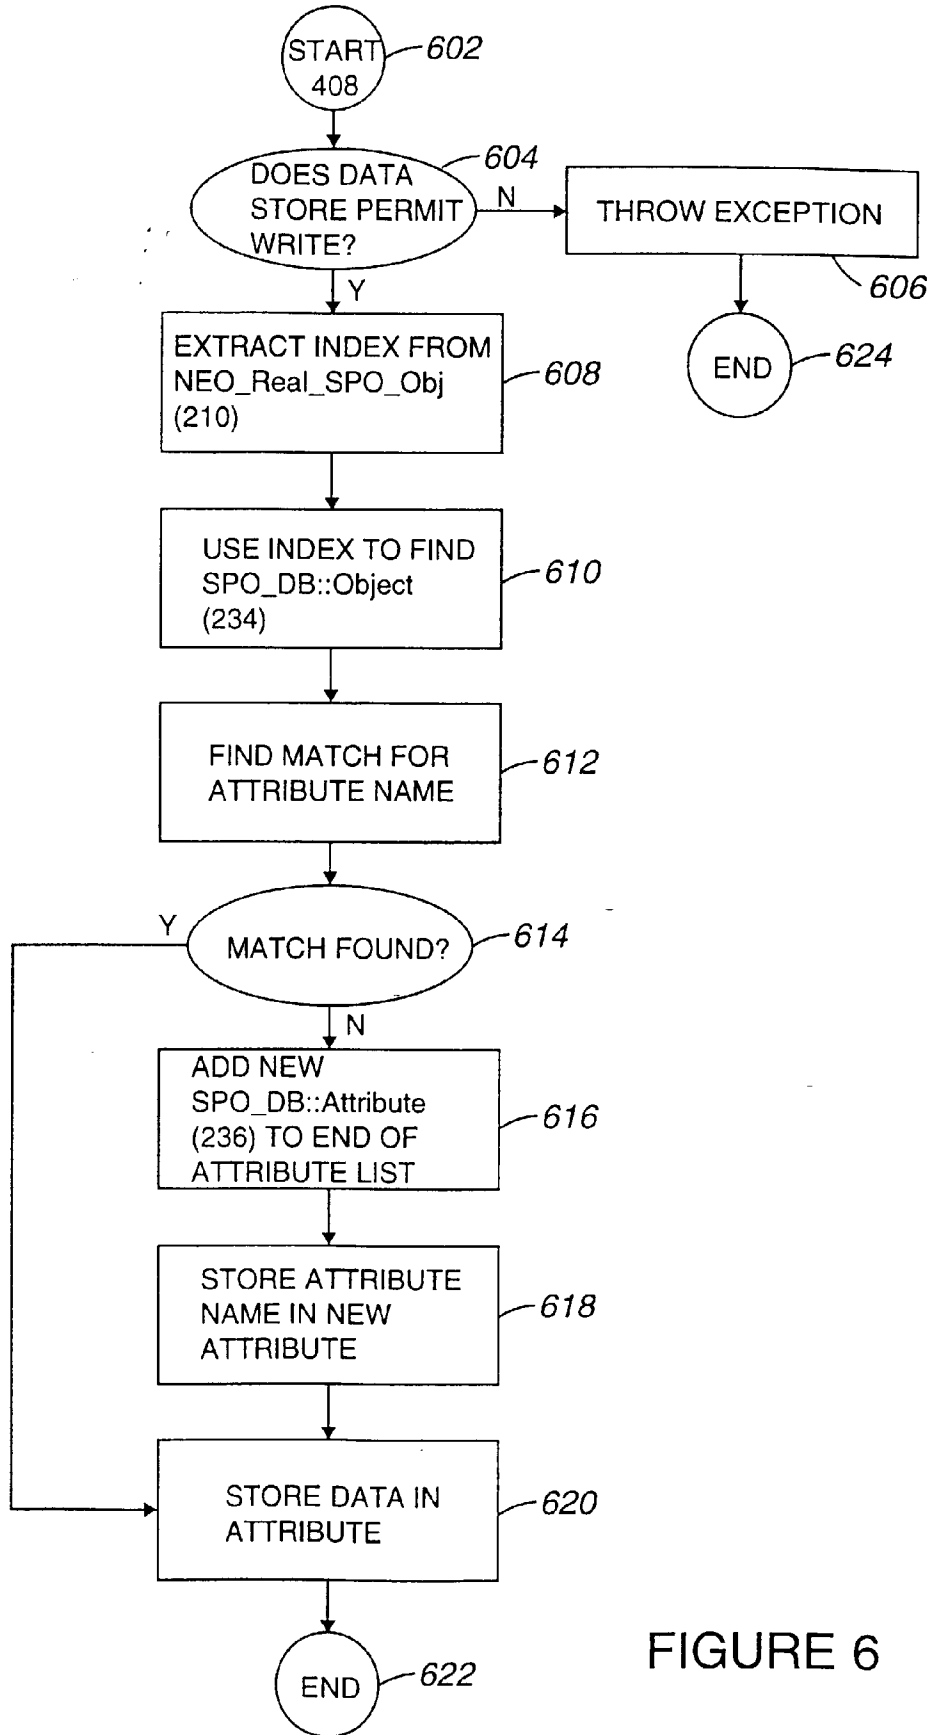 START
408
602
DOES DATA
STORE PERMIT
WRITE?
604
N
THROW EXCEPTION
606
END
624
Y
EXTRACT INDEX FROM
NEO_Real_SPO_Obj
(210)
608
USE INDEX TO FIND
SPO_DB::Object
(234)
610
FIND MATCH FOR
ATTRIBUTE NAME
612
Y
MATCH FOUND?
614
N
ADD NEW
SPO_DB::Attribute
(236) TO END OF
ATTRIBUTE LIST
616
STORE ATTRIBUTE
NAME IN NEW
ATTRIBUTE
618
STORE DATA IN
ATTRIBUTE
620
END
622
FIGURE 6